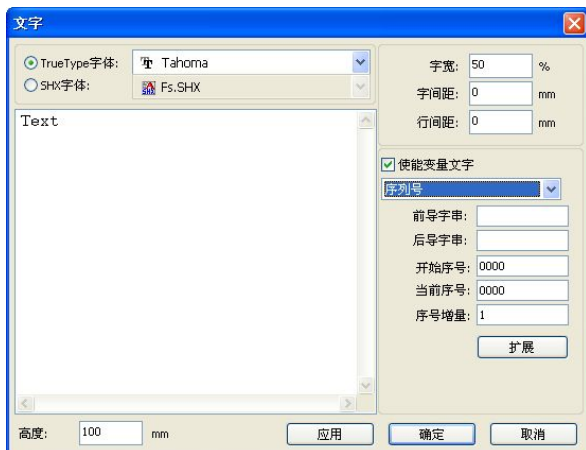 文字
TrueType字体: Tahoma
SHX字体: Fs.SHX
Text
字宽: 50 %
字间距: 0 mm
行间距: 0 mm
使能变量文字
序列号
前导字串:
后导字串:
开始序号: 0000
当前序号: 0000
序号增量: 1
扩展
高度: 100 mm
应用 确定 取消